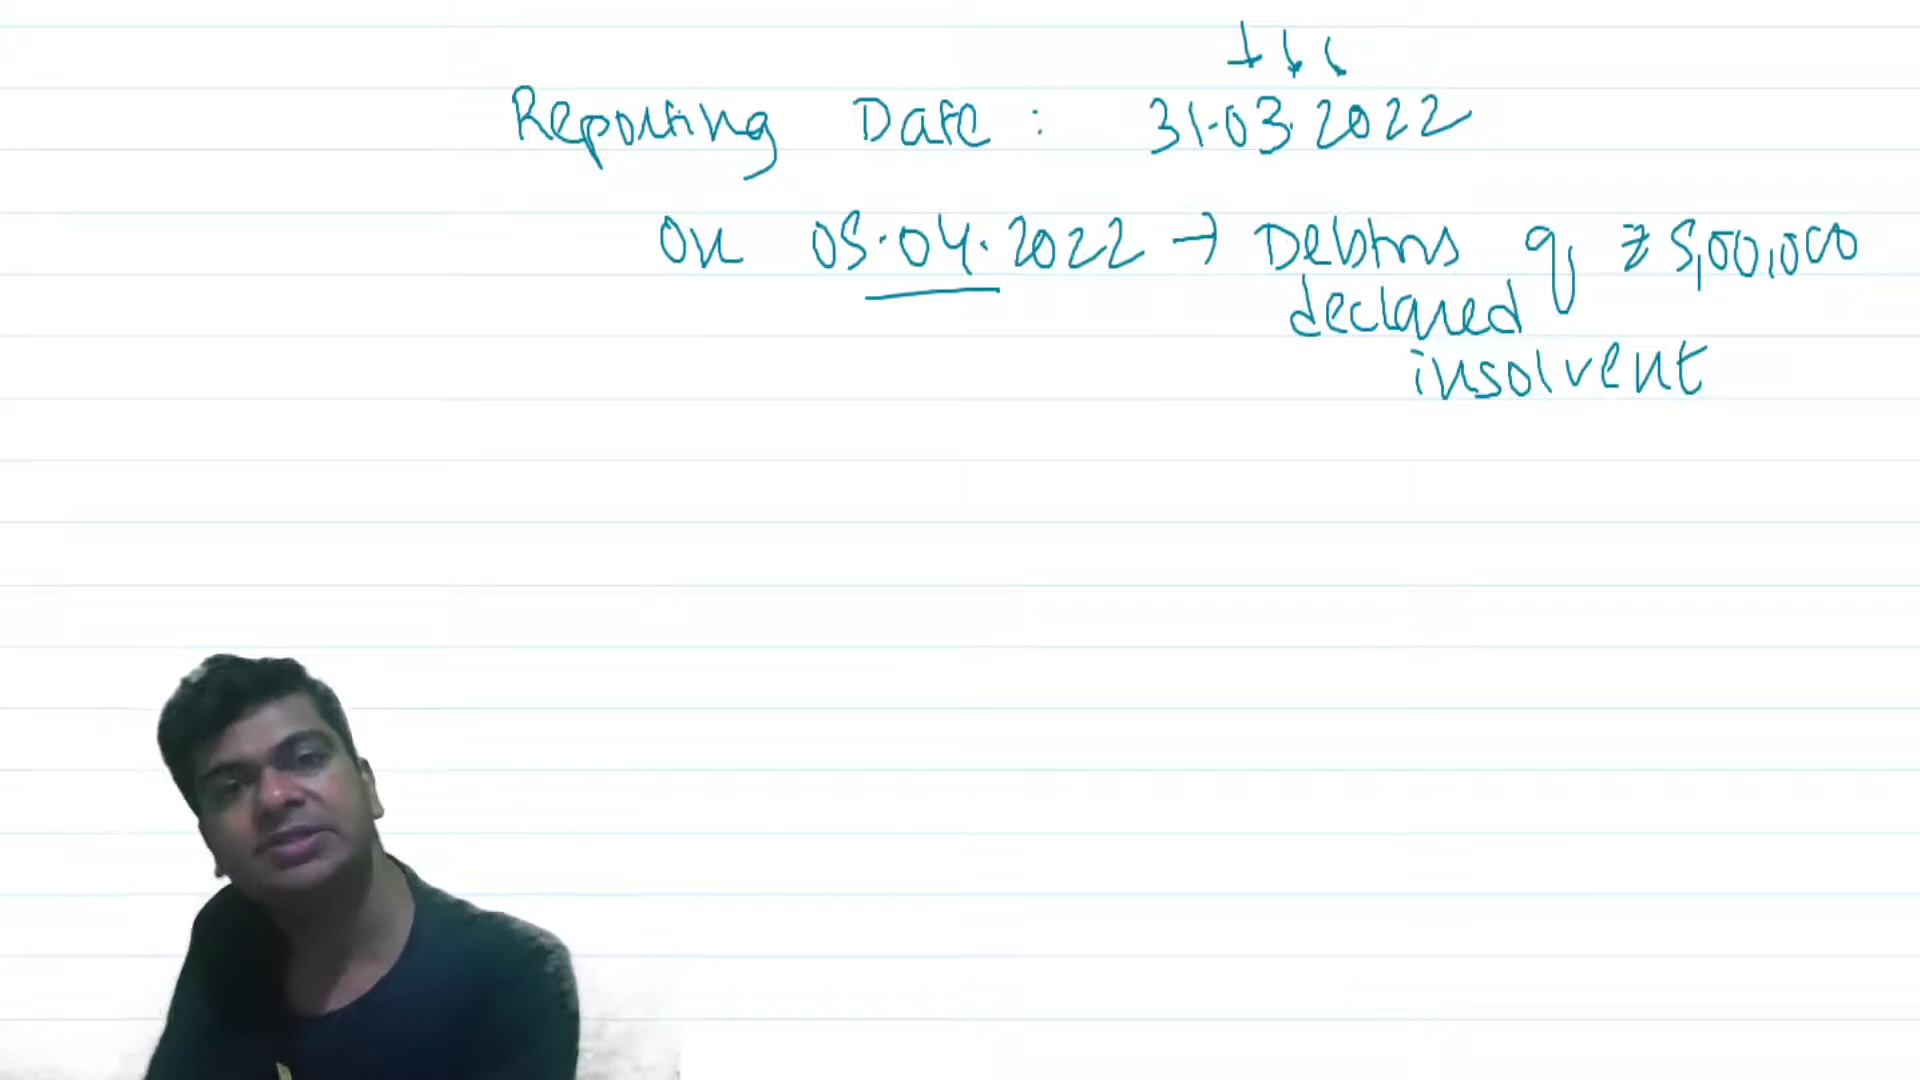 Reporting Date : 31.03.2022
On 05.04.2022 → Debtors of ₹ 5,00,000
declared
insolvent